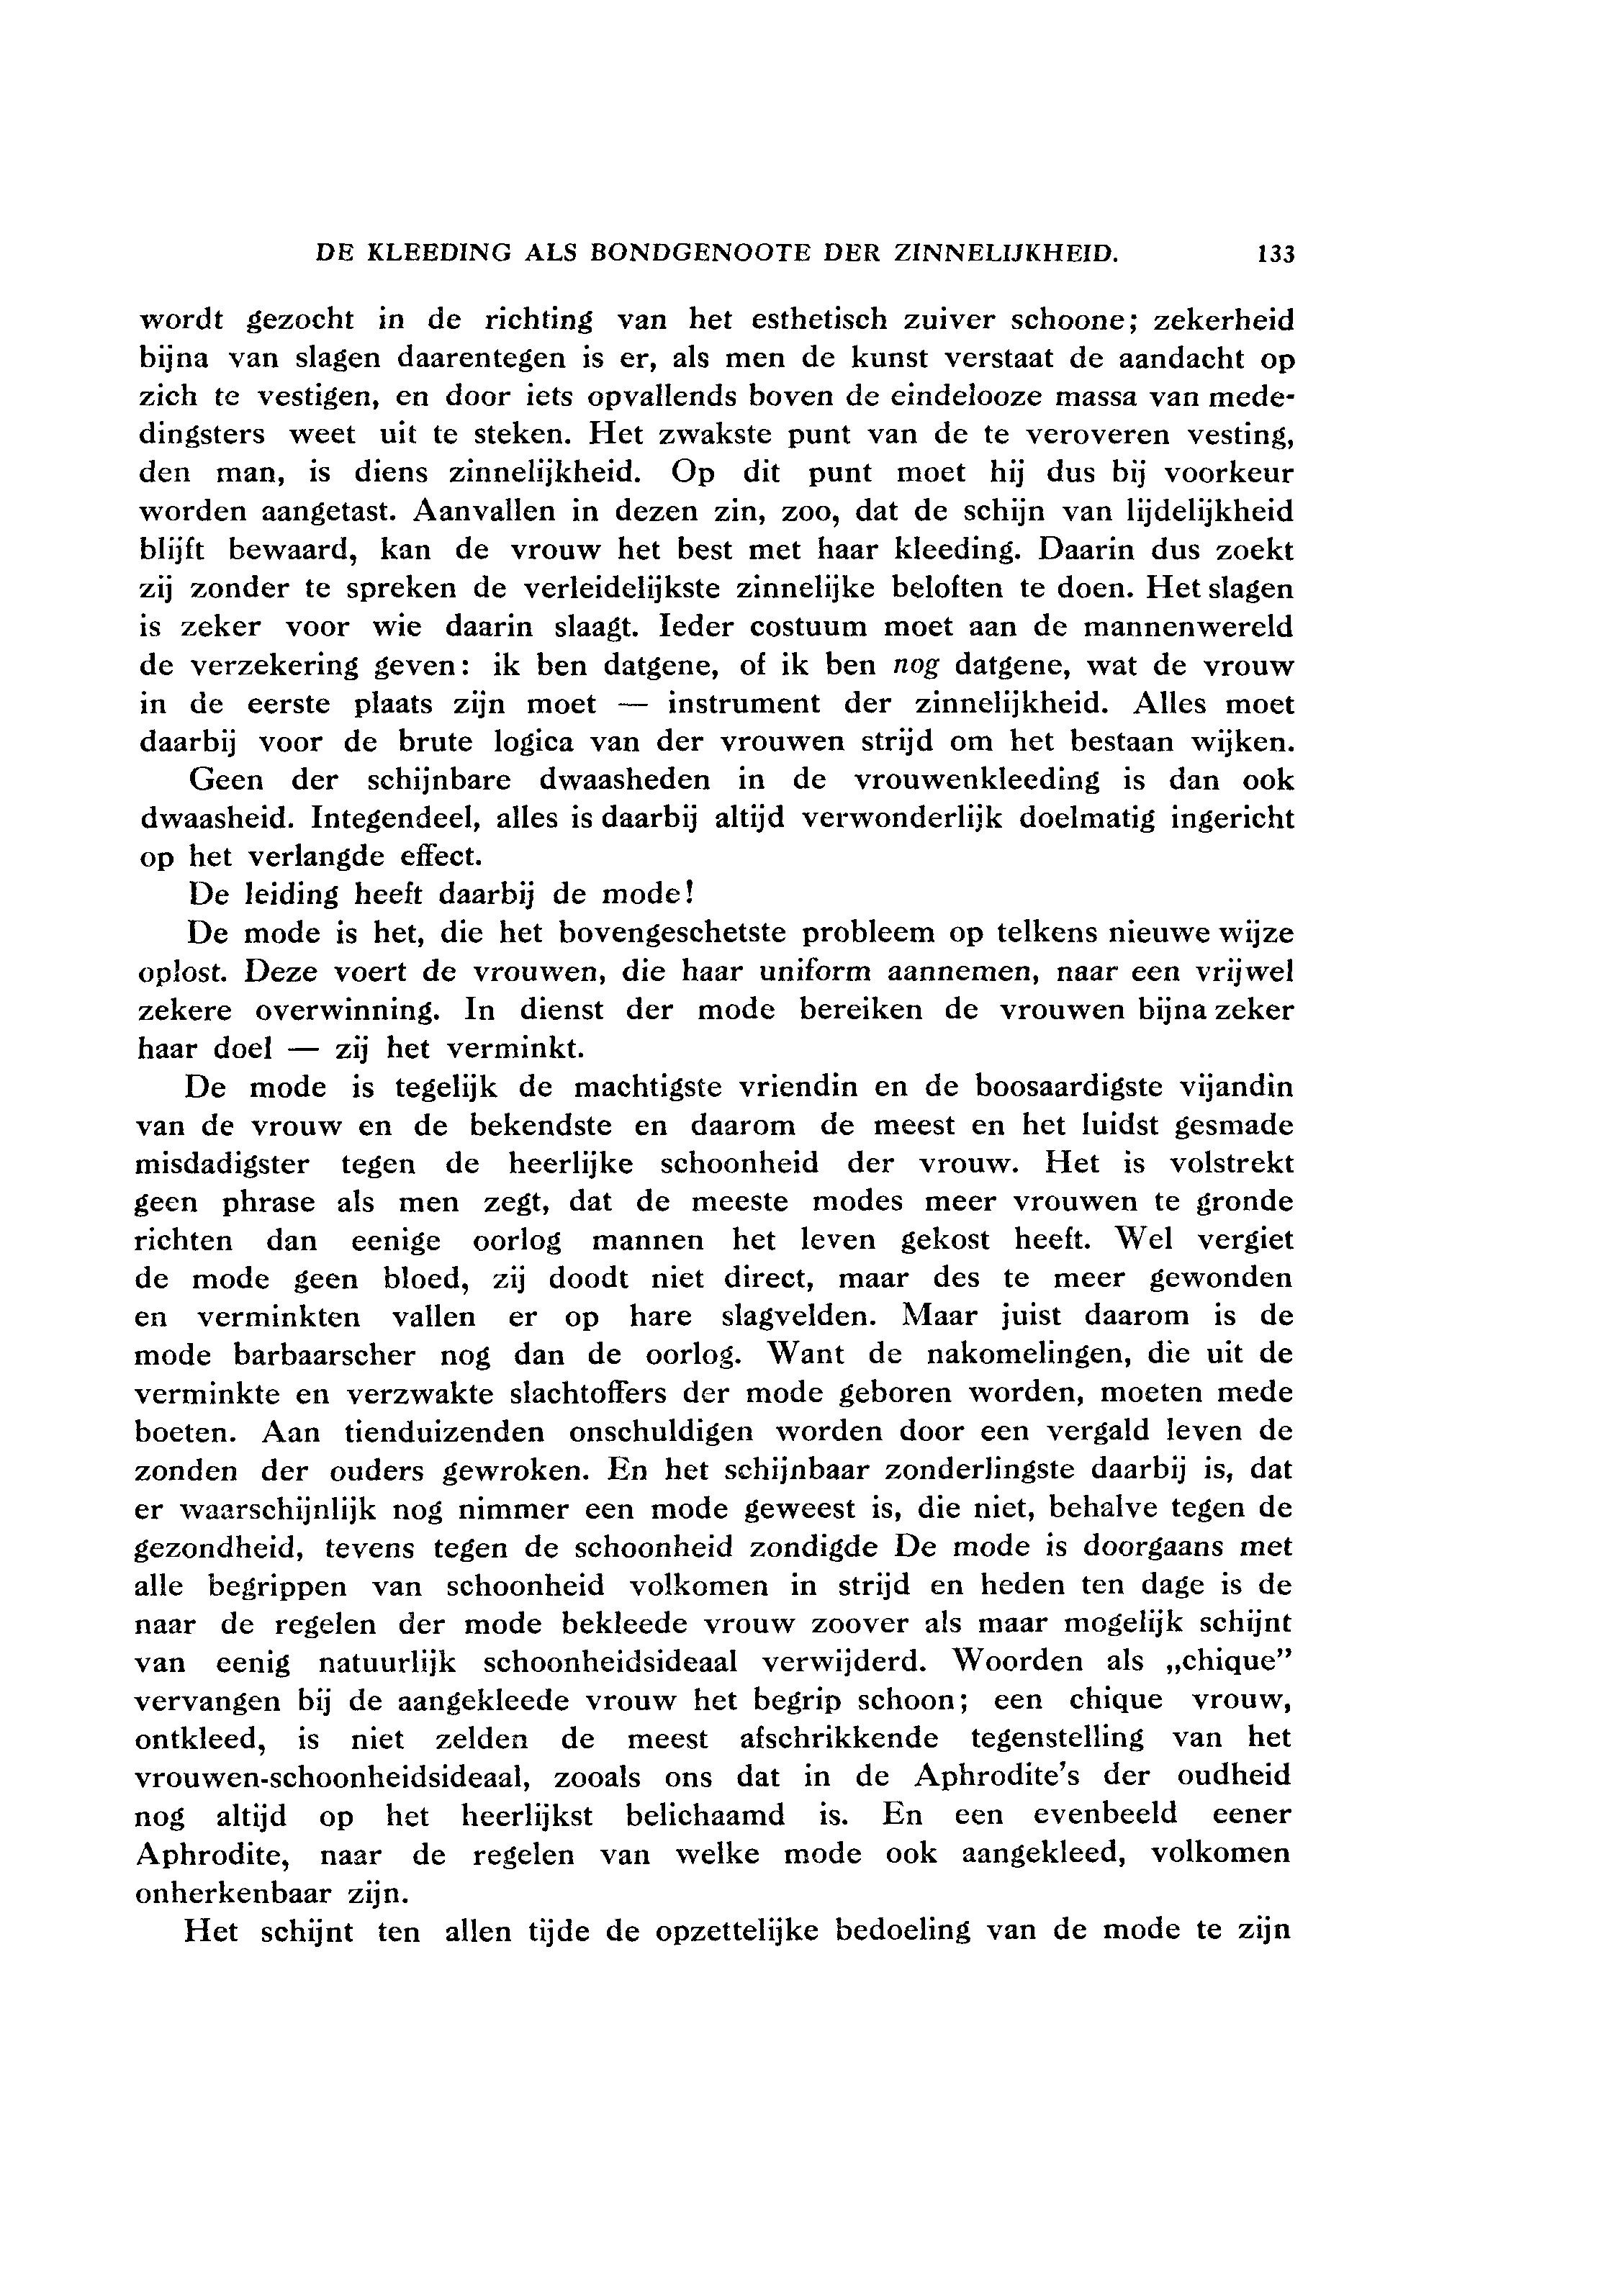 DE KLEEDING ALS BONDGENOOTE DER ZINNELIJKHEID. 133
wordt gezocht in de richting van het esthetisch zuiver schoone; zekerheid
bijna van slagen daarentegen is er, als men de kunst verstaat de aandacht op
zich te vestigen, en door iets opvallends boven de eindelooze massa van mede-
dingsters weet uit te steken. Het zwakste punt van de te veroveren vesting,
den man, is diens zinnelijkheid. Op dit punt moet hij dus bij voorkeur
worden aangetast. Aanvallen in dezen zin, zoo, dat de schijn van lijdelijkheid
blijft bewaard, kan de vrouw het best met haar kleeding. Daarin dus zoekt
zij zonder te spreken de verleidelijkste zinnelijke beloften te doen. Het slagen
is zeker voor wie daarin slaagt. Ieder costuum moet aan de mannenwereld
de verzekering geven: ik ben datgene, of ik ben nog datgene, wat de vrouw
in de eerste plaats zijn moet — instrument der zinnelijkheid. Alles moet
daarbij voor de brute logica van der vrouwen strijd om het bestaan wijken.
Geen der schijnbare dwaasheden in de vrouwenkleeding is dan ook
dwaasheid. Integendeel, alles is daarbij altijd verwonderlijk doelmatig ingericht
op het verlangde effect.
De leiding heeft daarbij de mode!
De mode is het, die het bovengeschetste probleem op telkens nieuwe wijze
oplost. Deze voert de vrouwen, die haar uniform aannemen, naar een vrijwel
zekere overwinning. In dienst der mode bereiken de vrouwen bijna zeker
haar doel — zij het verminkt.
De mode is tegelijk de machtigste vriendin en de boosaardigste vijandin
van de vrouw en de bekendste en daarom de meest en het luidst gesmade
misdadigster tegen de heerlijke schoonheid der vrouw. Het is volstrekt
geen phrase als men zegt, dat de meeste modes meer vrouwen te gronde
richten dan eenige oorlog mannen het leven gekost heeft. Wel vergiet
de mode geen bloed, zij doodt niet direct, maar des te meer gewonden
en verminkten vallen er op hare slagvelden. Maar juist daarom is de
mode barbaarscher nog dan de oorlog. Want de nakomelingen, die uit de
verminkte en verzwakte slachtoffers der mode geboren worden, moeten mede
boeten. Aan tienduizenden onschuldigen worden door een vergald leven de
zonden der ouders gewroken. En het schijnbaar zonderlingste daarbij is, dat
er waarschijnlijk nog nimmer een mode geweest is, die niet, behalve tegen de
gezondheid, tevens tegen de schoonheid zondigde De mode is doorgaans met
alle begrippen van schoonheid volkomen in strijd en heden ten dage is de
naar de regelen der mode bekleede vrouw zoover als maar mogelijk schijnt
van eenig natuurlijk schoonheidsideaal verwijderd. Woorden als „chique”
vervangen bij de aangekleede vrouw het begrip schoon; een chique vrouw,
ontkleed, is niet zelden de meest afschrikkende tegenstelling van het
vrouwen-schoonheidsideaal, zooals ons dat in de Aphrodite's der oudheid
nog altijd op het heerlijkst belichaamd is. En een evenbeeld eener
Aphrodite, naar de regelen van welke mode ook aangekleed, volkomen
onherkenbaar zijn.
Het schijnt ten allen tijde de opzettelijke bedoeling van de mode te zijn